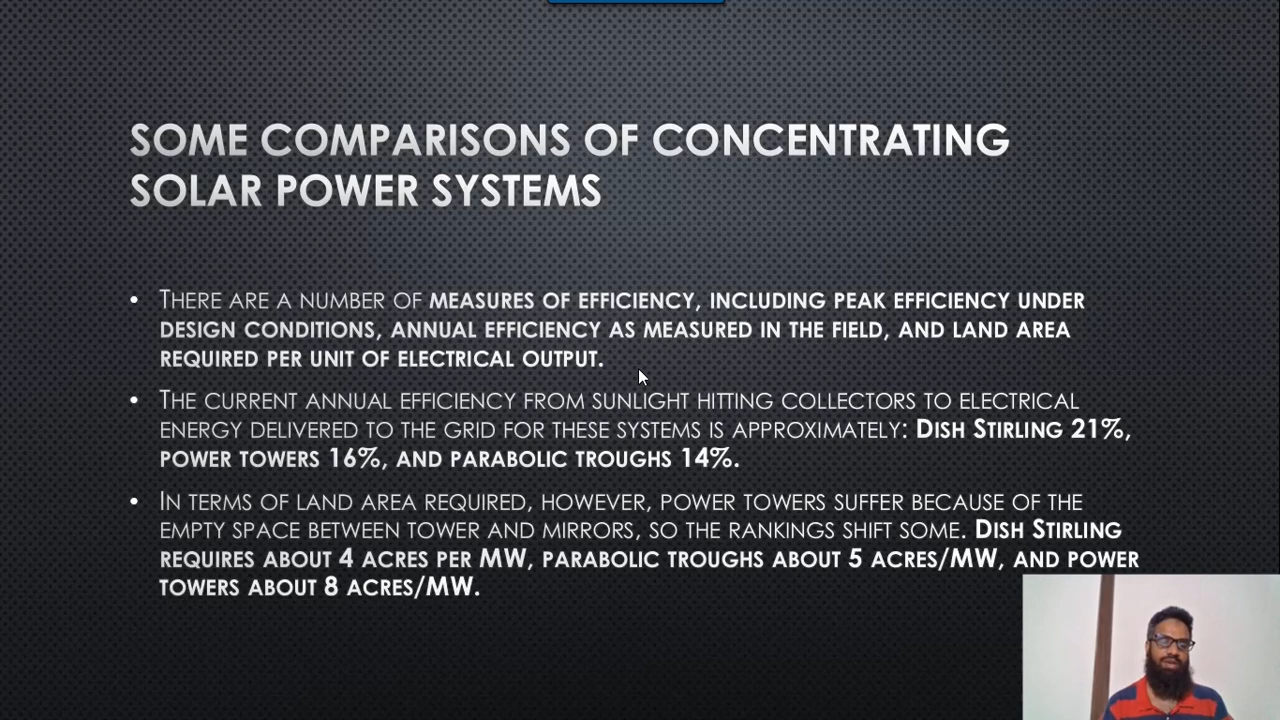 SOME COMPARISONS OF CONCENTRATING
SOLAR POWER SYSTEMS
• THERE ARE A NUMBER OF MEASURES OF EFFICIENCY, INCLUDING PEAK EFFICIENCY UNDER
DESIGN CONDITIONS, ANNUAL EFFICIENCY AS MEASURED IN THE FIELD, AND LAND AREA
REQUIRED PER UNIT OF ELECTRICAL OUTPUT.
• THE CURRENT ANNUAL EFFICIENCY FROM SUNLIGHT HITTING COLLECTORS TO ELECTRICAL
ENERGY DELIVERED TO THE GRID FOR THESE SYSTEMS IS APPROXIMATELY: DISH STIRLING 21%,
POWER TOWERS 16%, AND PARABOLIC TROUGHS 14%.
• IN TERMS OF LAND AREA REQUIRED, HOWEVER, POWER TOWERS SUFFER BECAUSE OF THE
EMPTY SPACE BETWEEN TOWER AND MIRRORS, SO THE RANKINGS SHIFT SOME. DISH STIRLING
REQUIRES ABOUT 4 ACRES PER MW, PARABOLIC TROUGHS ABOUT 5 ACRES/MW, AND POWER
TOWERS ABOUT 8 ACRES/MW.